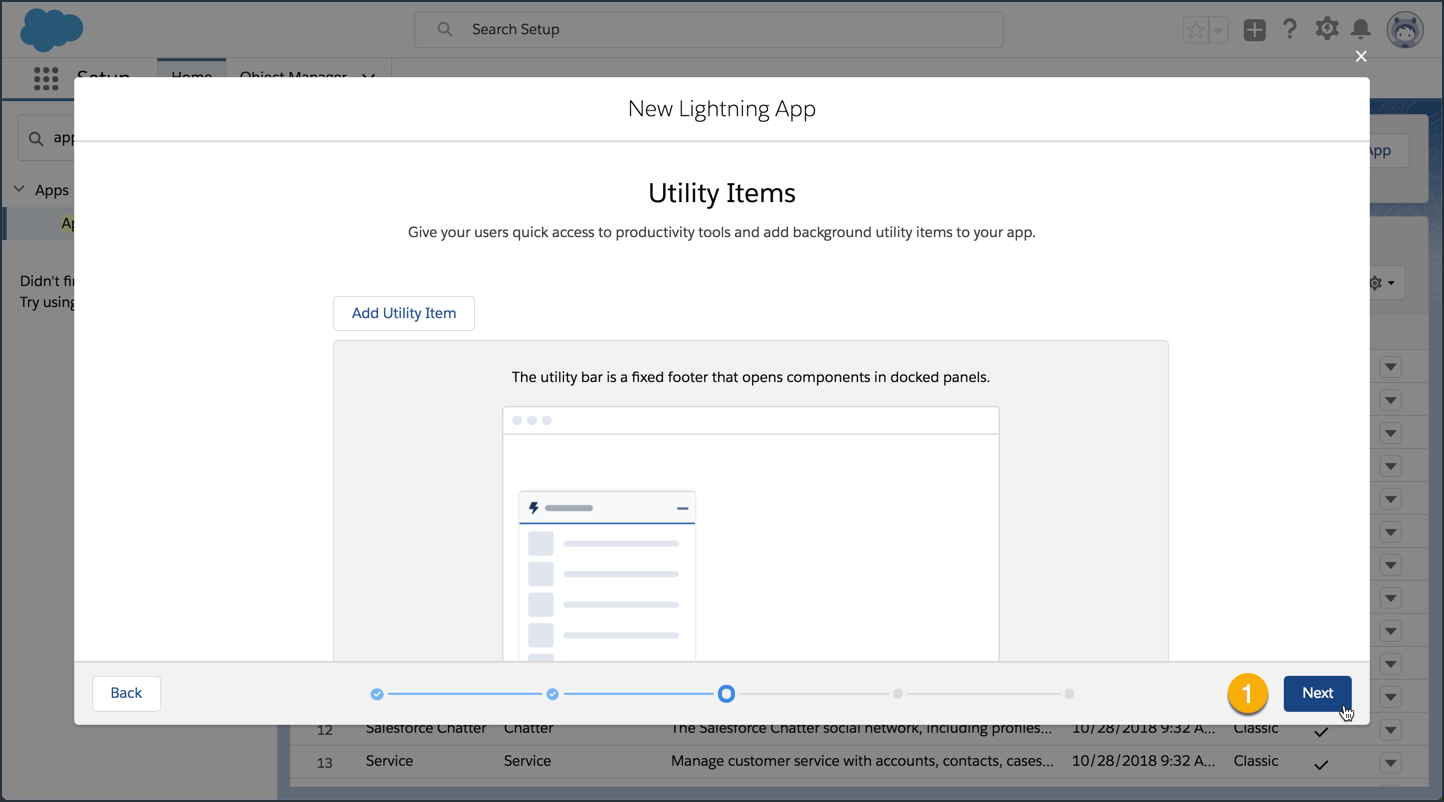 Search Setup
Setup
Home
Object Manager
New Lightning App
Apps
Didn't
Try using
App
Utility Items
Give your users quick access to productivity tools and add background utility items to your app.
Add Utility Item
The utility bar is a fixed footer that opens components in docked panels.
Back
1
Next
12 Salesforce Chatter Chatter The Salesforce Chatter social network, including profiles... 10/28/2018 9:32 A... Classic
13 Service Service Manage customer service with accounts, contacts, cases... 10/28/2018 9:32 A... Classic